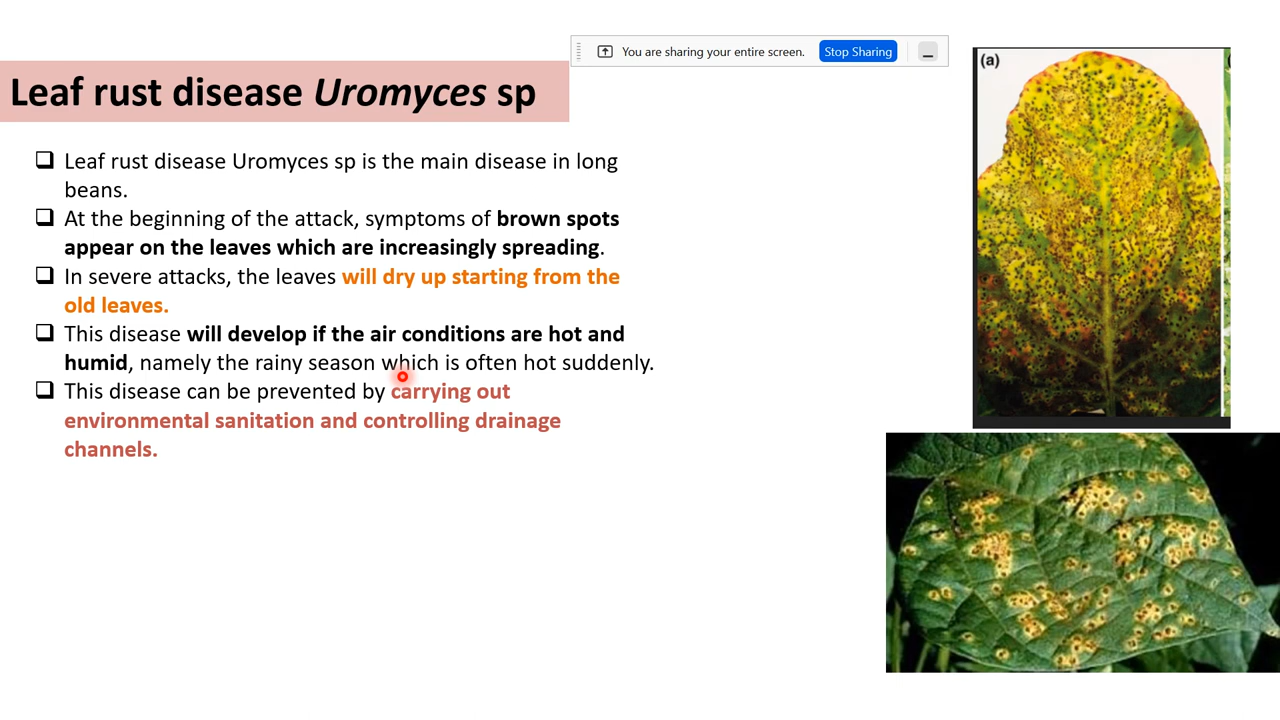 You are sharing your entire screen. Stop Sharing
(a)
Leaf rust disease Uromyces sp
Leaf rust disease Uromyces sp is the main disease in long
beans.
At the beginning of the attack, symptoms of brown spots
appear on the leaves which are increasingly spreading.
In severe attacks, the leaves will dry up starting from the
old leaves.
This disease will develop if the air conditions are hot and
humid, namely the rainy season which is often hot suddenly.
This disease can be prevented by carrying out
environmental sanitation and controlling drainage
channels.